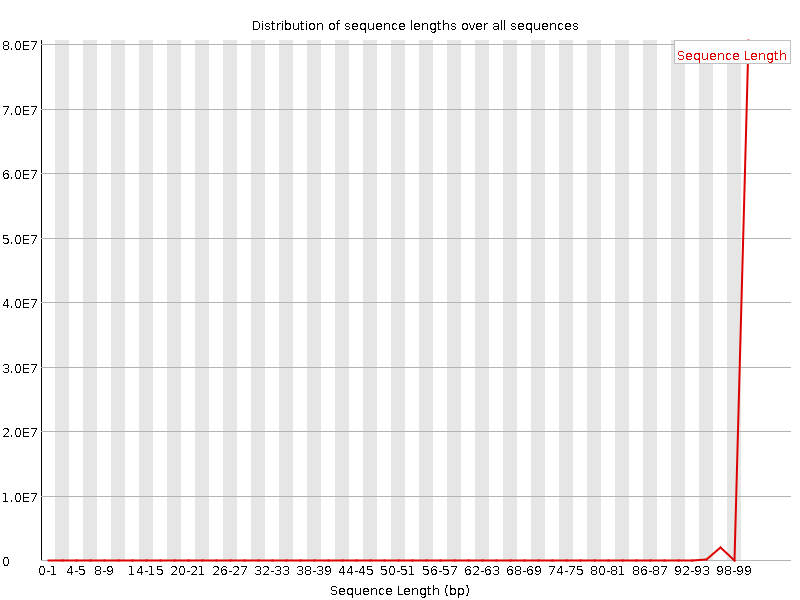 Distribution of sequence lengths over all sequences
Sequence Length
8.0E7
7.0E7
6.0E7
5.0E7
4.0E7
3.0E7
2.0E7
1.0E7
0
0-1 4-5 8-9 14-15 20-21 26-27 32-33 38-39 44-45 50-51 56-57 62-63 68-69 74-75 80-81 86-87 92-93 98-99
Sequence Length (bp)